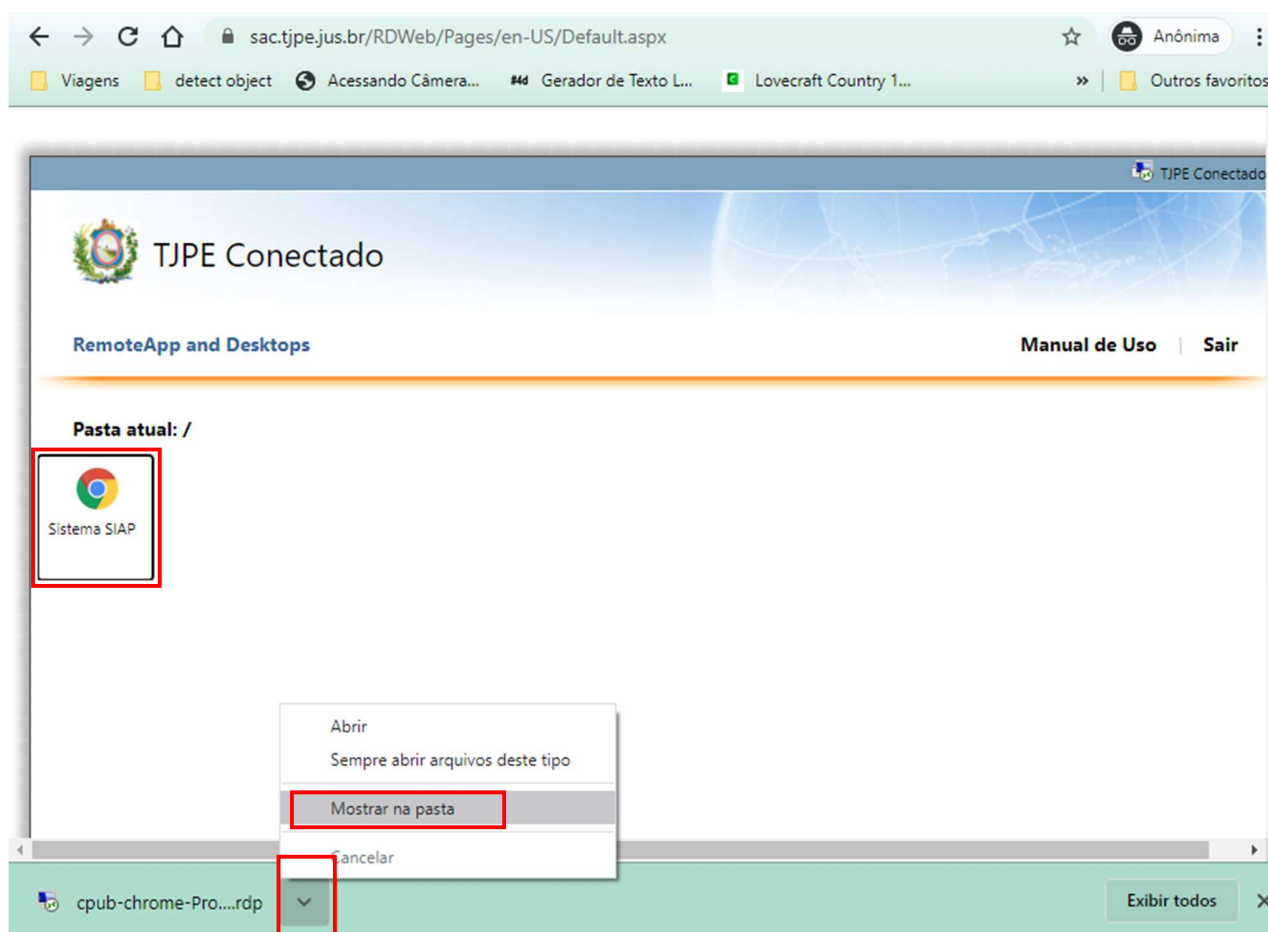 sac.tjpe.jus.br/RDWeb/Pages/en-US/Default.aspx
Anônima
Viagens
detect object
Acessando Câmera...
Gerador de Texto L...
Lovecraft Country 1...
»
Outros favoritos
TJPE Conectado
TJPE Conectado
RemoteApp and Desktops
Manual de Uso | Sair
Pasta atual: /
Sistema SIAP
Abrir
Sempre abrir arquivos deste tipo
Mostrar na pasta
Cancelar
cpub-chrome-Pro....rdp
Exibir todos